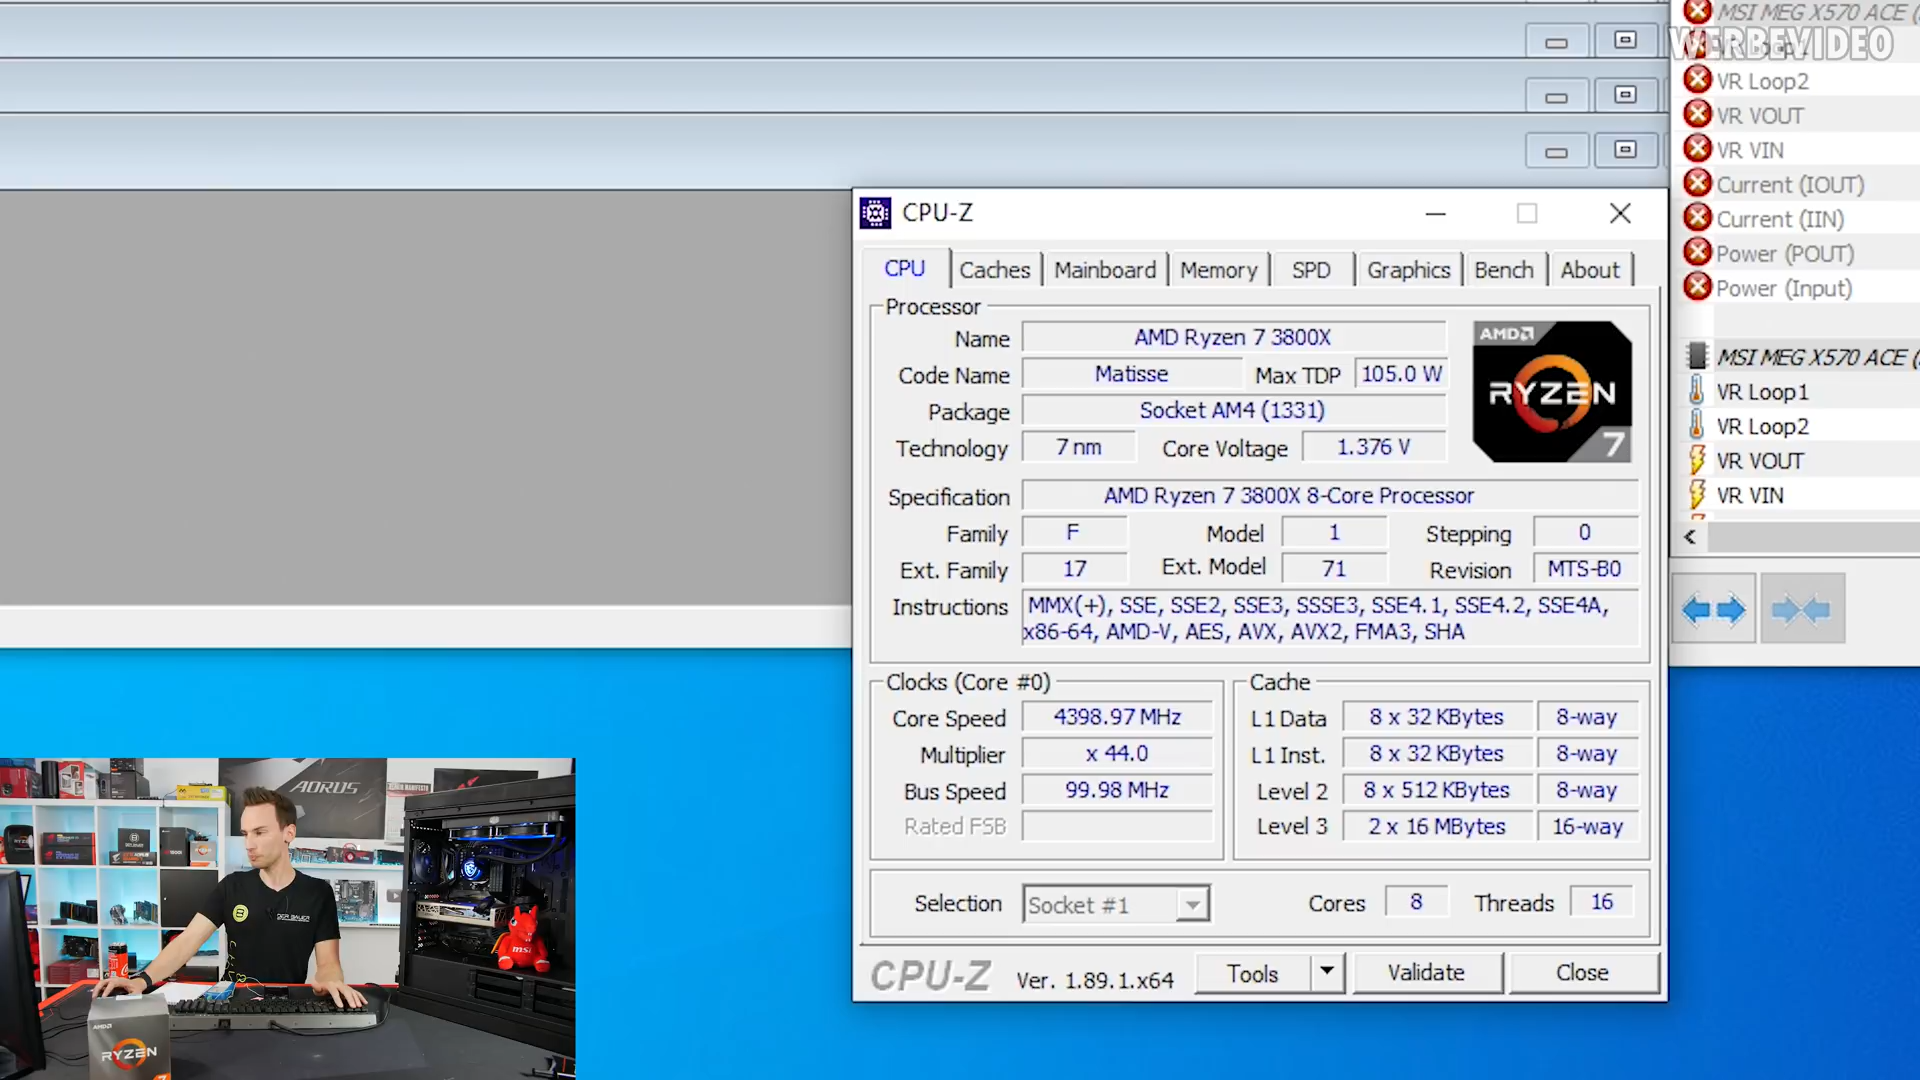 MSI MEG X570 ACE (
WERBEVIDEO
VR Loop2
VR VOUT
VR VIN
Current (IOUT)
Current (IIN)
Power (POUT)
Power (Input)
MSI MEG X570 ACE (
VR Loop1
VR Loop2
VR VOUT
VR VIN
CPU-Z
CPU Caches Mainboard Memory SPD Graphics Bench About
Processor
Name AMD Ryzen 7 3800X
Code Name Matisse Max TDP 105.0 W
Package Socket AM4 (1331)
Technology 7 nm Core Voltage 1.376 V
AMD
RYZEN
7
Specification AMD Ryzen 7 3800X 8-Core Processor
Family F Model 1 Stepping 0
Ext. Family 17 Ext. Model 71 Revision MTS-B0
Instructions MMX(+), SSE, SSE2, SSE3, SSSE3, SSE4.1, SSE4.2, SSE4A,
x86-64, AMD-V, AES, AVX, AVX2, FMA3, SHA
Clocks (Core #0)
Core Speed 4398.97 MHz
Multiplier x 44.0
Bus Speed 99.98 MHz
Rated FSB
Cache
L1 Data 8 x 32 KBytes 8-way
L1 Inst. 8 x 32 KBytes 8-way
Level 2 8 x 512 KBytes 8-way
Level 3 2 x 16 MBytes 16-way
Selection Socket #1 Cores 8 Threads 16
CPU-Z Ver. 1.89.1.x64 Tools Validate Close
AORUS
DER BAUER
msi
AMD
RYZEN